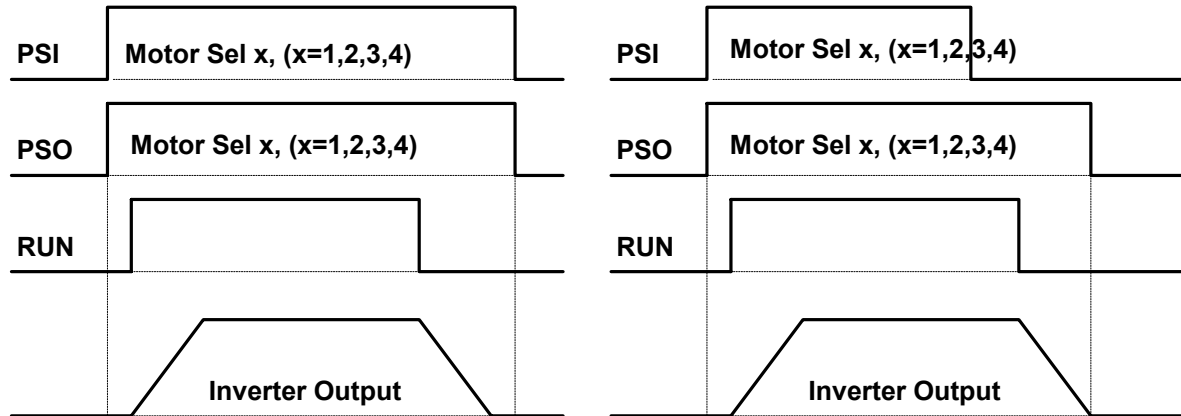 PSI
Motor Sel x, (x=1,2,3,4)
PSO
Motor Sel x, (x=1,2,3,4)
RUN
Inverter Output
PSI
Motor Sel x, (x=1,2,3,4)
PSO
Motor Sel x, (x=1,2,3,4)
RUN
Inverter Output